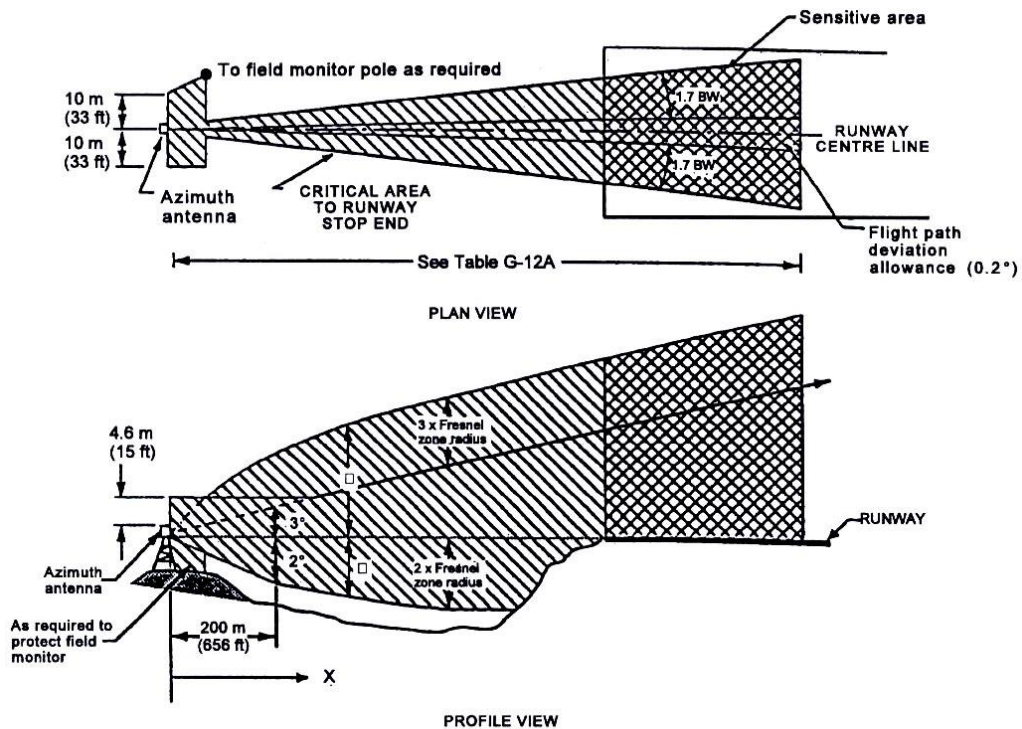 Sensitive area
To field monitor pole as required
10 m
(33 ft)
10 m
(33 ft)
1.7 BW
1.7 BW
RUNWAY
CENTRE LINE
Azimuth
antenna
CRITICAL AREA
TO RUNWAY
STOP END
Flight path
deviation
allowance (0.2°)
See Table G-12A
PLAN VIEW
4.6 m
(15 ft)
3 x Fresnel
zone radius
3°
2°
2 x Fresnel
zone radius
RUNWAY
Azimuth
antenna
As required to
protect field
monitor
200 m
(656 ft)
X
PROFILE VIEW